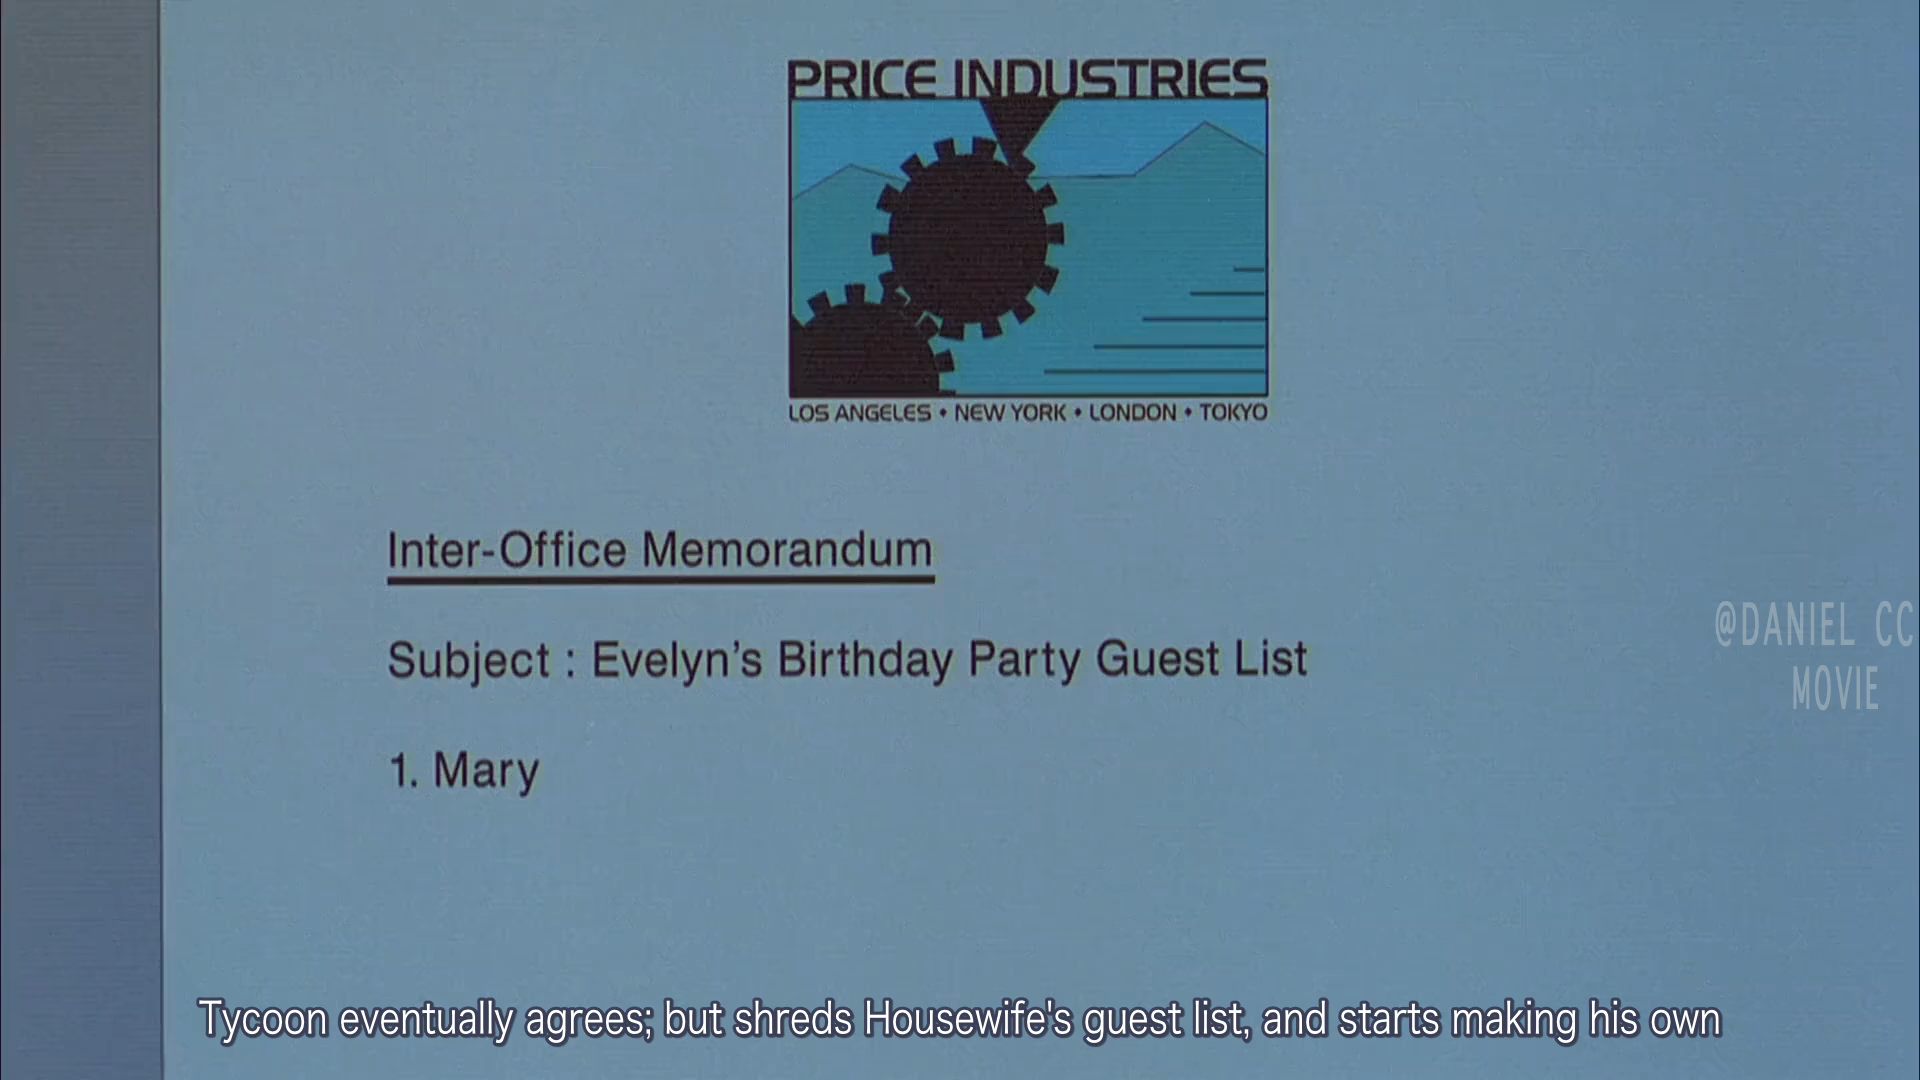 PRICE INDUSTRIES
LOS ANGELES • NEW YORK • LONDON • TOKYO
Inter-Office Memorandum
Subject : Evelyn's Birthday Party Guest List
1. Mary
@DANIEL CC
MOVIE
Tycoon eventually agrees; but shreds Housewife's guest list, and starts making his own